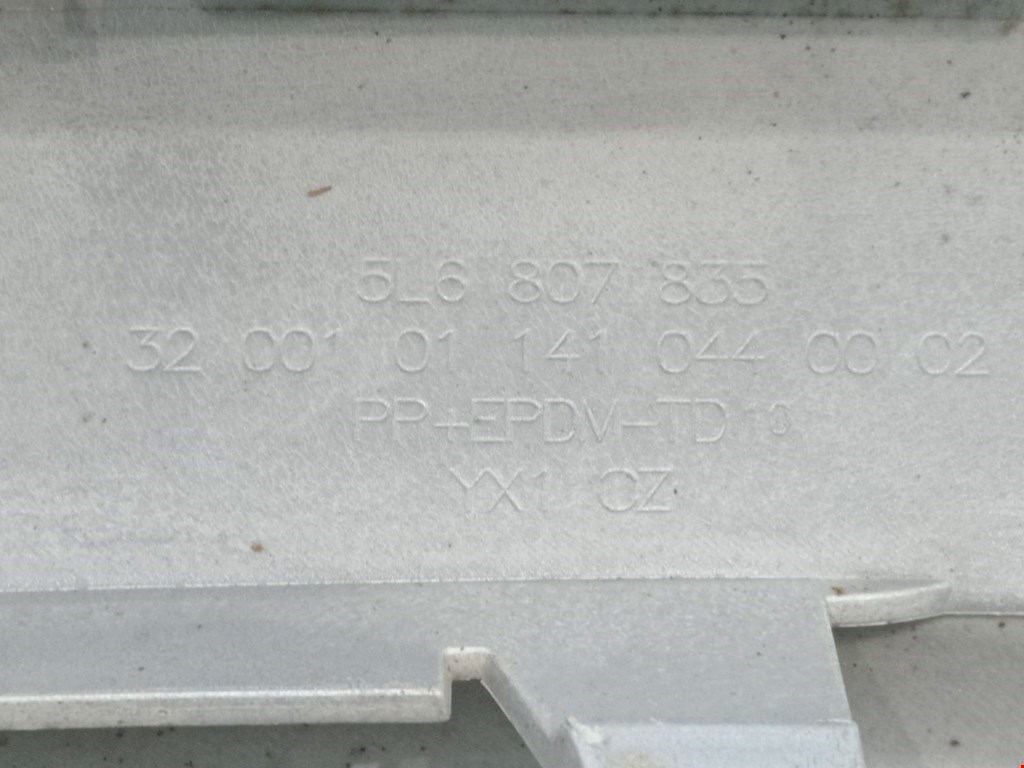 5L6 807 835
32 001 01 141 044 00 02
PP+EPDM-TD10
YX1 CZ